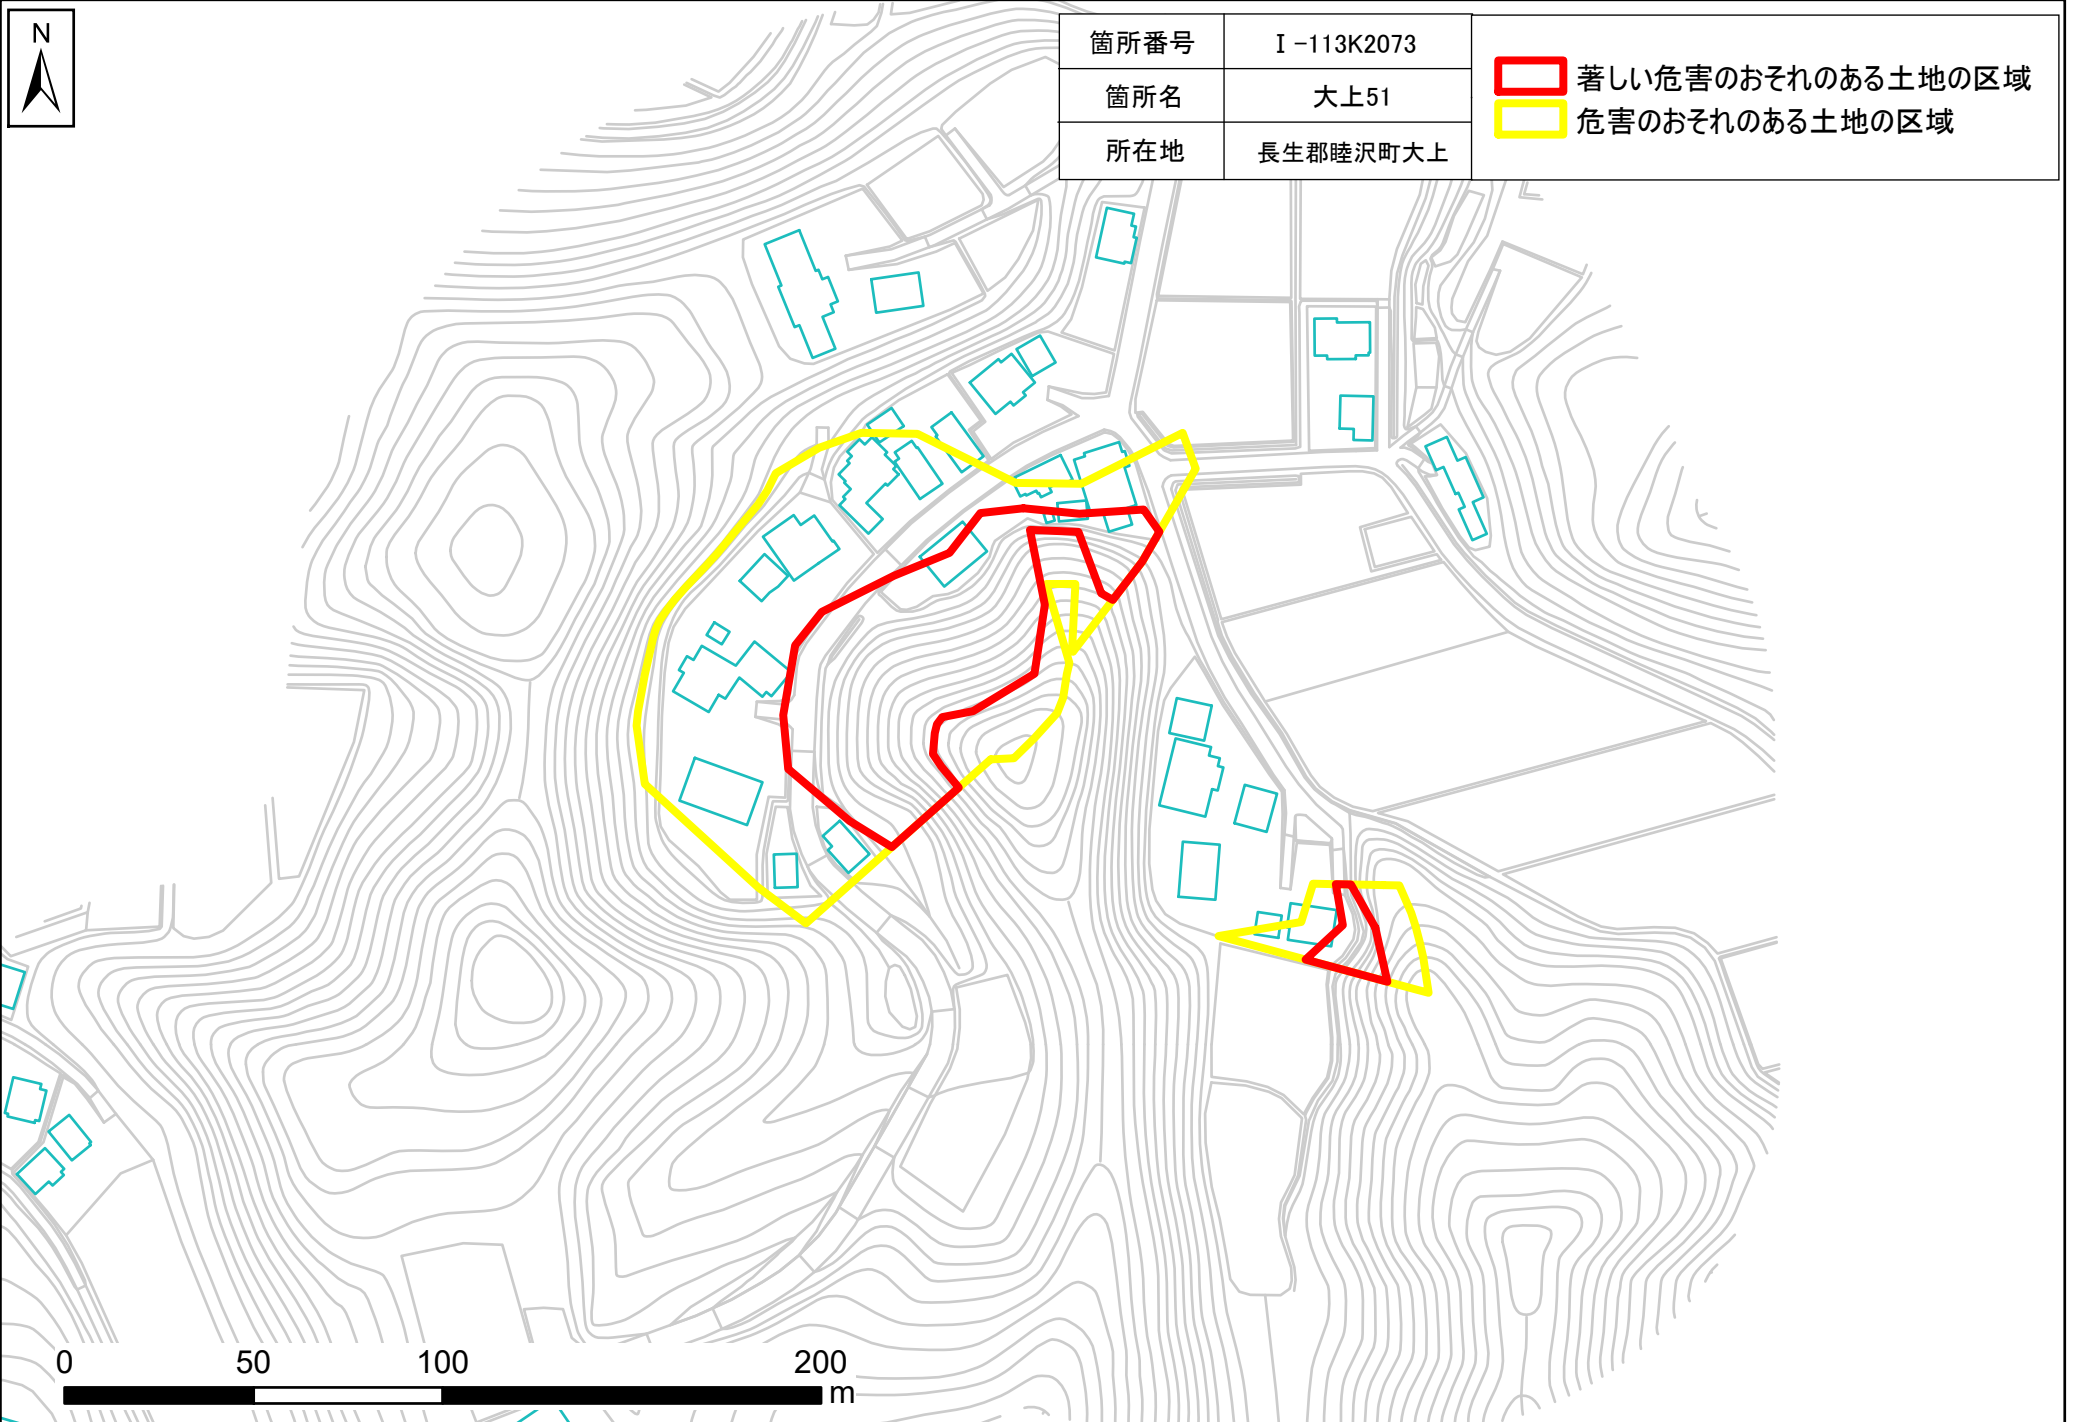 N
箇所番号 Ⅰ-113K2073
箇所名 大上51
所在地 長生郡睦沢町大上
著しい危害のおそれのある土地の区域
危害のおそれのある土地の区域
0 50 100 200
m